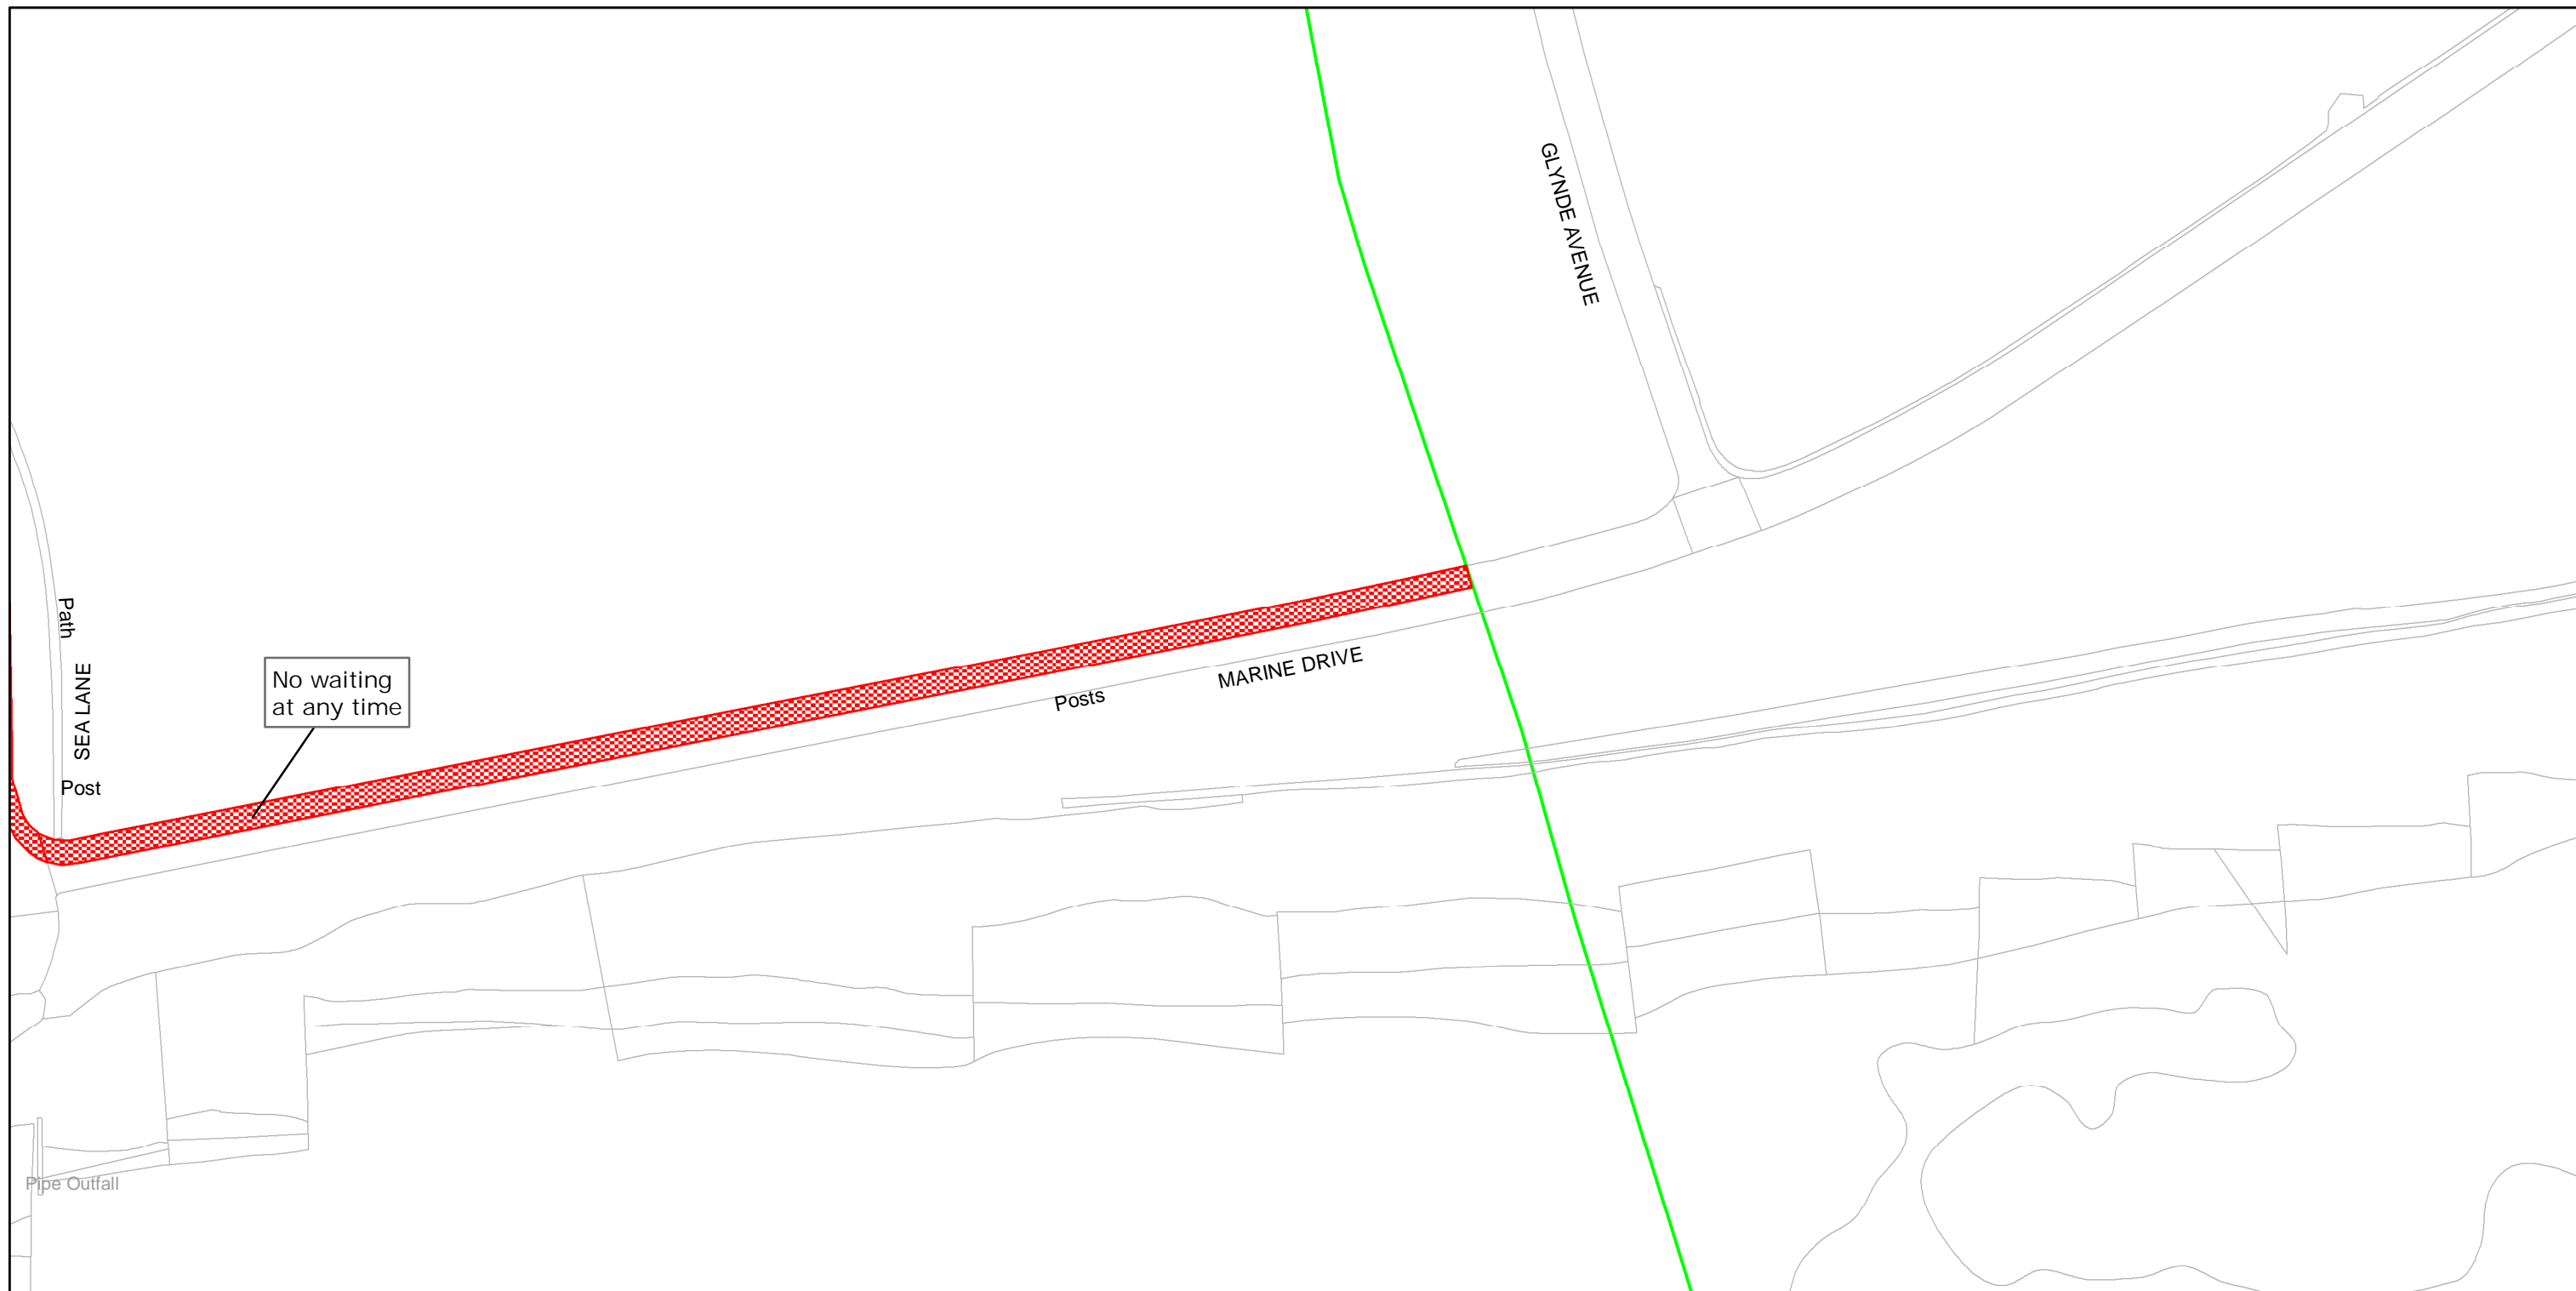 GLYNDE AVENUE
Path
SEA LANE
No waiting
at any time
MARINE DRIVE
Posts
Post
Pipe Outfall